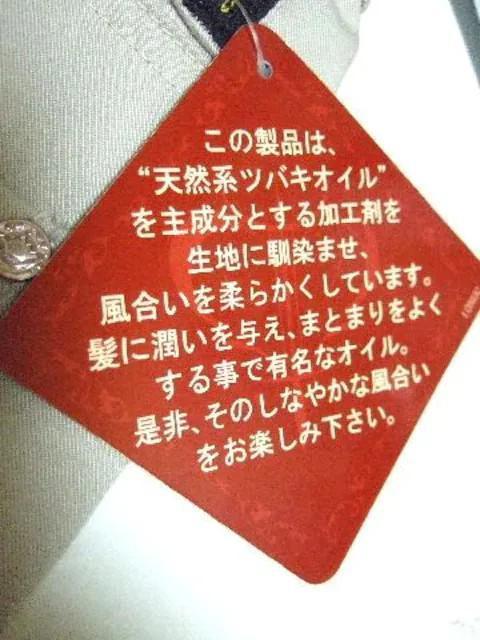 この製品は、
“天然系ツバキオイル”
を主成分とする加工剤を
生地に馴染ませ、
風合いを柔らかくしています。
髪に潤いを与え、まとまりをよく
する事で有名なオイル。
是非、そのしなやかな風合い
をお楽しみ下さい。